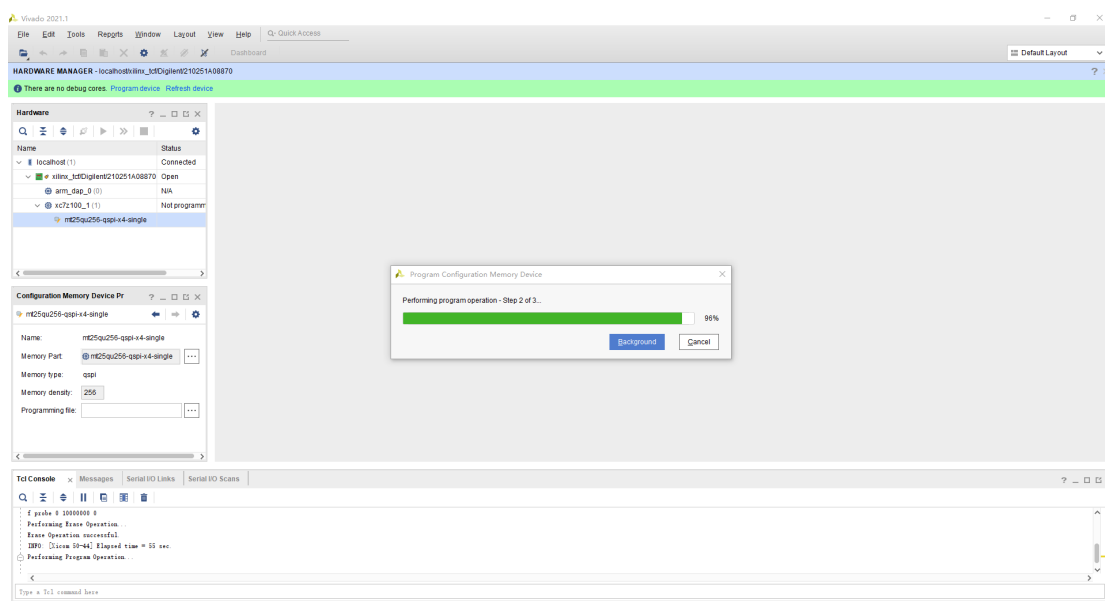 Vivado 2021.1
File Edit Tools Reports Window Layout View Help Q- Quick Access
Dashboard
Default Layout
HARDWARE MANAGER - localhost/xilinx_tcf/Digilent/210251A08870
There are no debug cores. Program device Refresh device
Hardware
Name Status
localhost (1) Connected
xilinx_tcf/Digilent/210251A08870 Open
arm_dap_0 (0) N/A
xc7z100_1 (1) Not programm
mt25qu256-qspi-x4-single
Program Configuration Memory Device
Performing program operation - Step 2 of 3...
96%
Background Cancel
Configuration Memory Device Pr
mt25qu256-qspi-x4-single
Name: mt25qu256-qspi-x4-single
Memory Part: mt25qu256-qspi-x4-single
Memory type: qspi
Memory density: 256
Programming file:
Tcl Console Messages Serial I/O Links Serial I/O Scans
f probe 0 10000000 0
Performing Erase Operation...
Erase Operation successful.
INFO: [Xicom 50-44] Elapsed time = 55 sec.
Performing Program Operation...
Type a Tcl command here